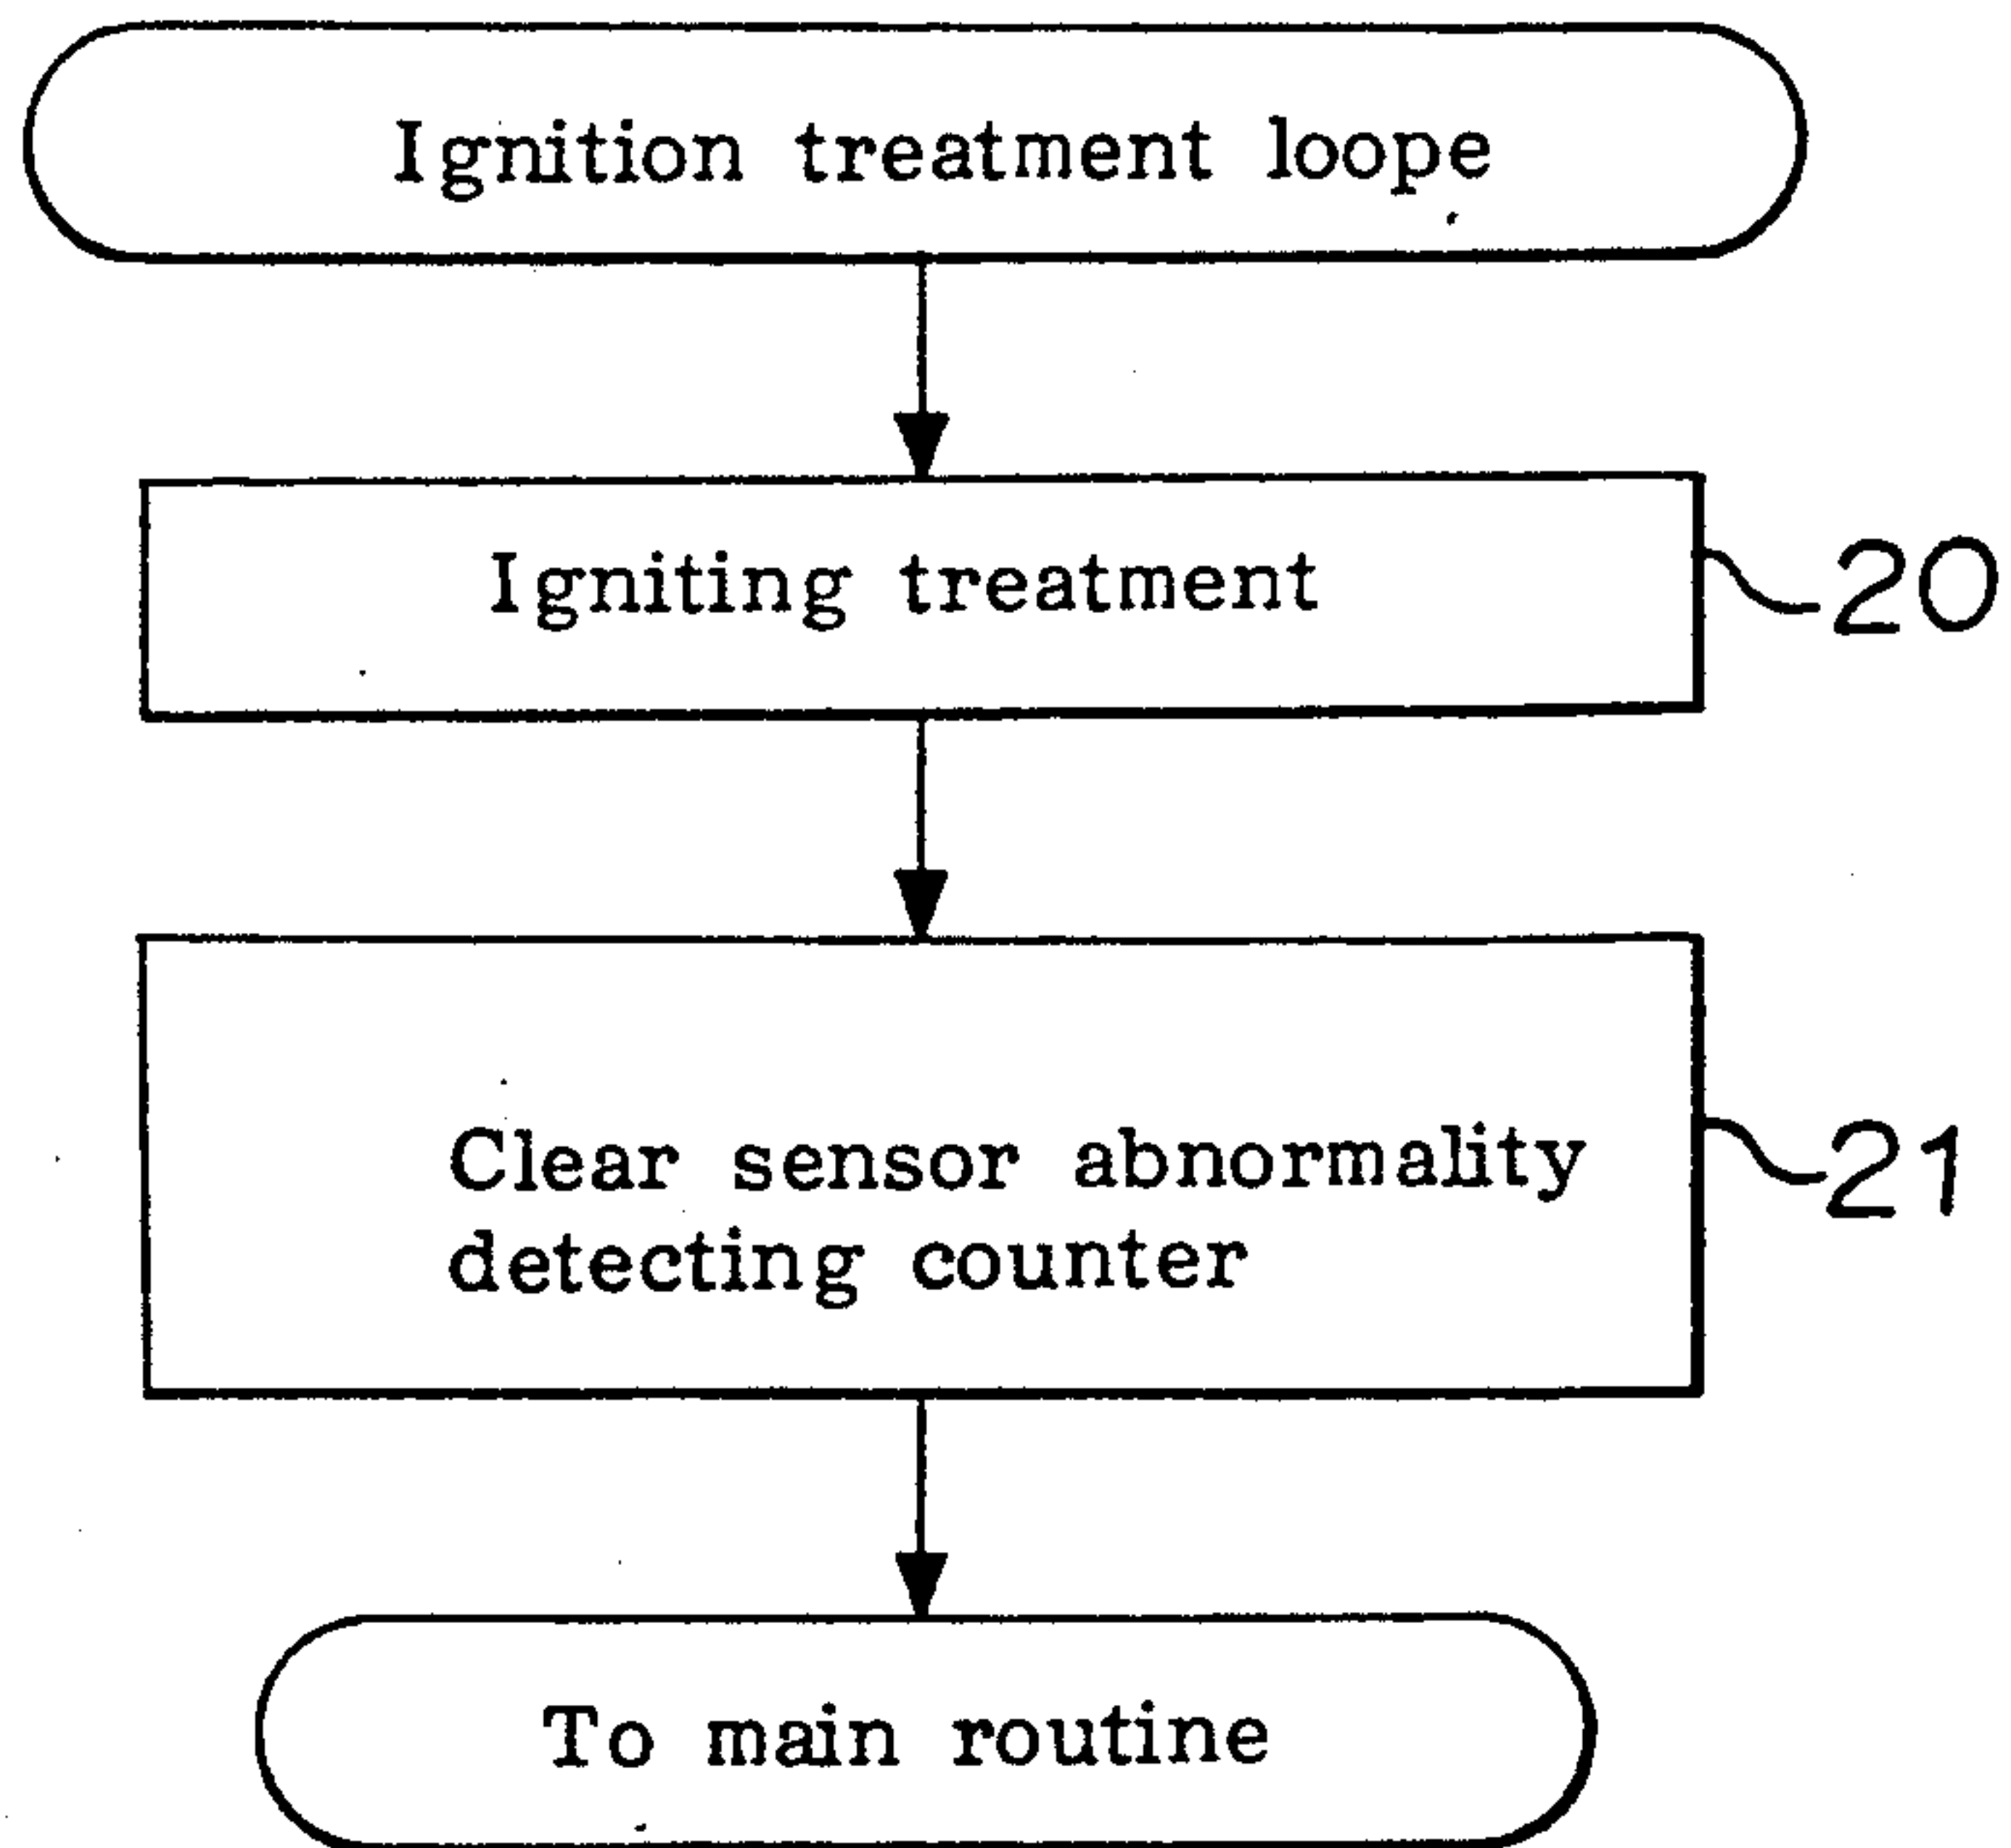 Ignition treatment loope
Igniting treatment
20
Clear sensor abnormality
detecting counter
21
To main routine